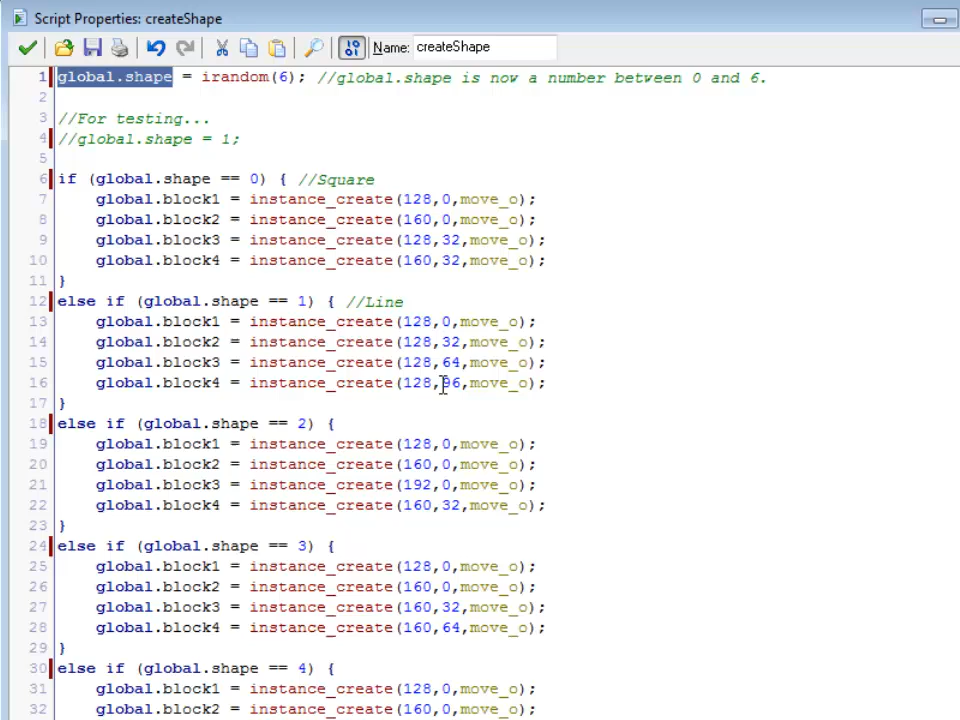 Script Properties: createShape
Name: createShape
1 global.shape = irandom(6); //global.shape is now a number between 0 and 6.
2
3 //For testing...
4 //global.shape = 1;
5
6 if (global.shape == 0) { //Square
7 global.block1 = instance_create(128,0,move_o);
8 global.block2 = instance_create(160,0,move_o);
9 global.block3 = instance_create(128,32,move_o);
10 global.block4 = instance_create(160,32,move_o);
11 }
12 else if (global.shape == 1) { //Line
13 global.block1 = instance_create(128,0,move_o);
14 global.block2 = instance_create(128,32,move_o);
15 global.block3 = instance_create(128,64,move_o);
16 global.block4 = instance_create(128,96,move_o);
17 }
18 else if (global.shape == 2) {
19 global.block1 = instance_create(128,0,move_o);
20 global.block2 = instance_create(160,0,move_o);
21 global.block3 = instance_create(192,0,move_o);
22 global.block4 = instance_create(160,32,move_o);
23 }
24 else if (global.shape == 3) {
25 global.block1 = instance_create(128,0,move_o);
26 global.block2 = instance_create(160,0,move_o);
27 global.block3 = instance_create(160,32,move_o);
28 global.block4 = instance_create(160,64,move_o);
29 }
30 else if (global.shape == 4) {
31 global.block1 = instance_create(128,0,move_o);
32 global.block2 = instance_create(160,0,move_o);